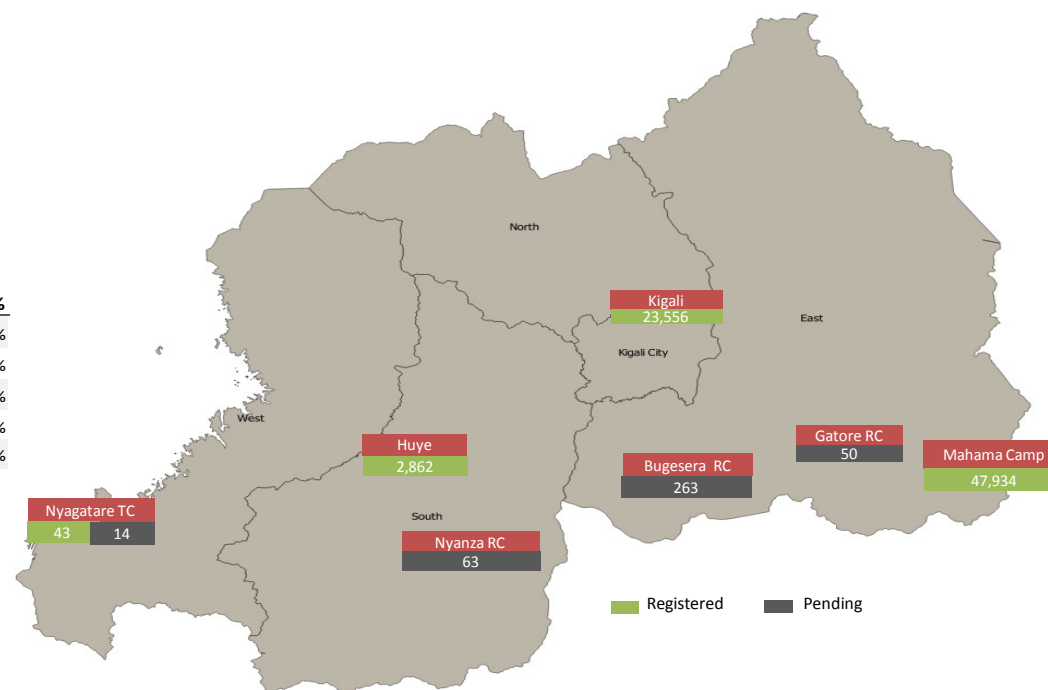 North
Kigali
23,556
%
East
%
Kigali City
%
%
West
Gatore RC
50
%
Huye
2,862
Mahama Camp
47,934
Bugesera RC
263
%
Nyagatare TC
43 14
South
Nyanza RC
63
Registered Pending